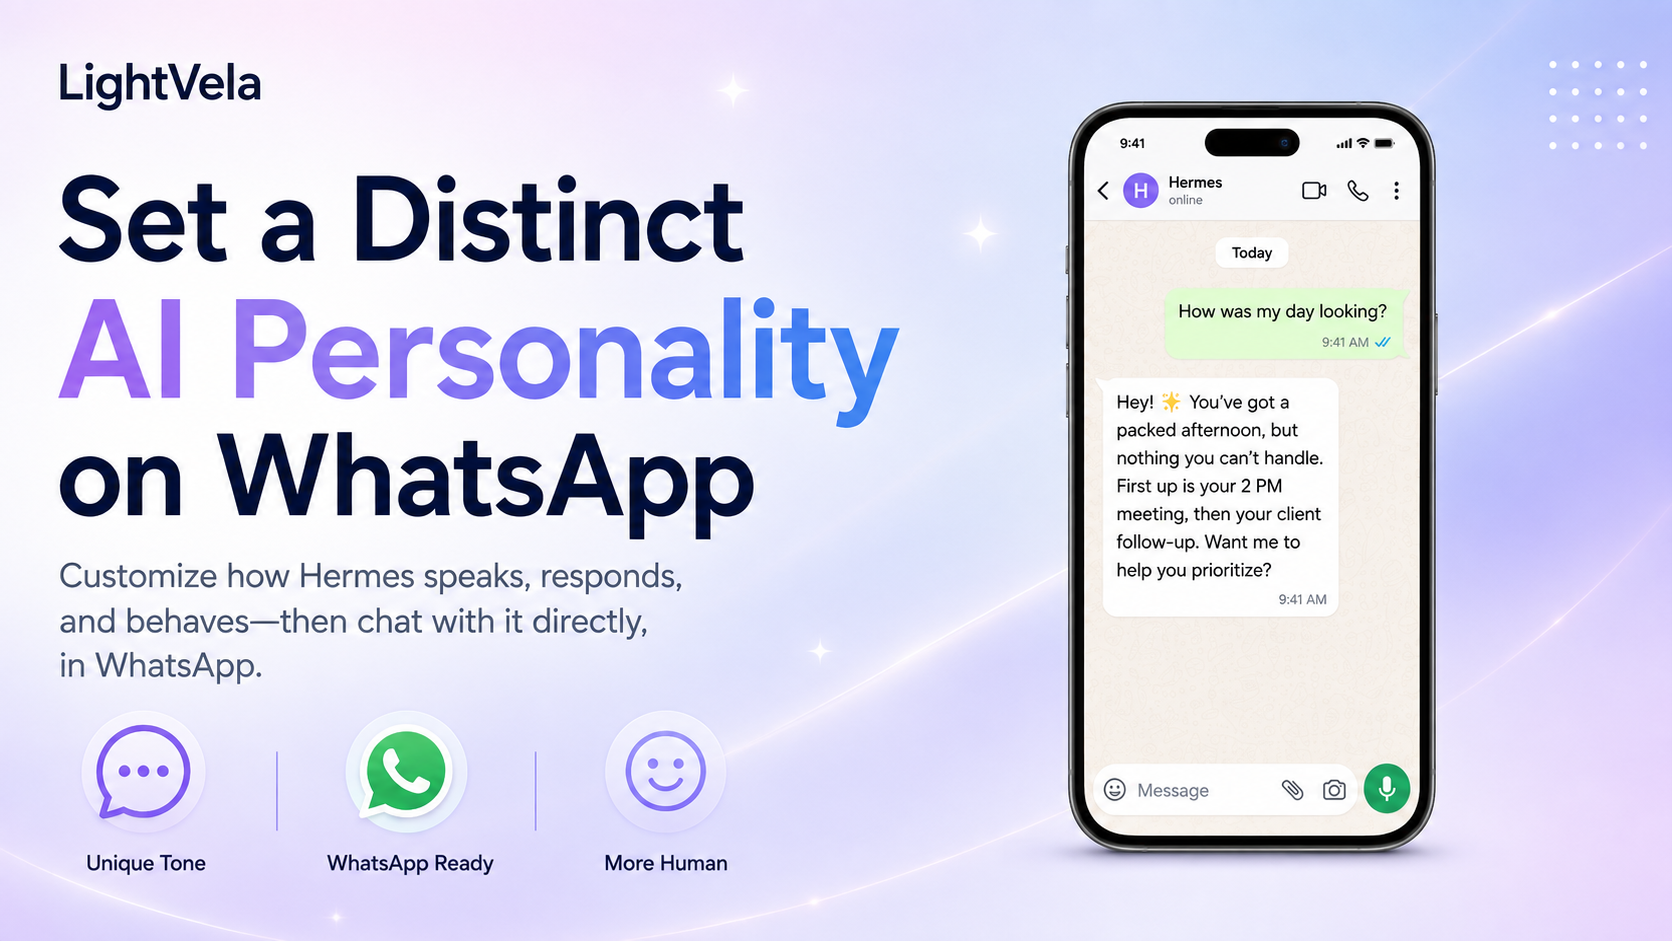 LightVela
Set a Distinct
AI Personality
on WhatsApp
Customize how Hermes speaks, responds,
and behaves—then chat with it directly,
in WhatsApp.
Unique Tone
WhatsApp Ready
More Human
9:41
H
Hermes
online
Today
How was my day looking?
9:41 AM
Hey! ✨ You’ve got a
packed afternoon, but
nothing you can’t handle.
First up is your 2 PM
meeting, then your client
follow-up. Want me to
help you prioritize?
9:41 AM
Message